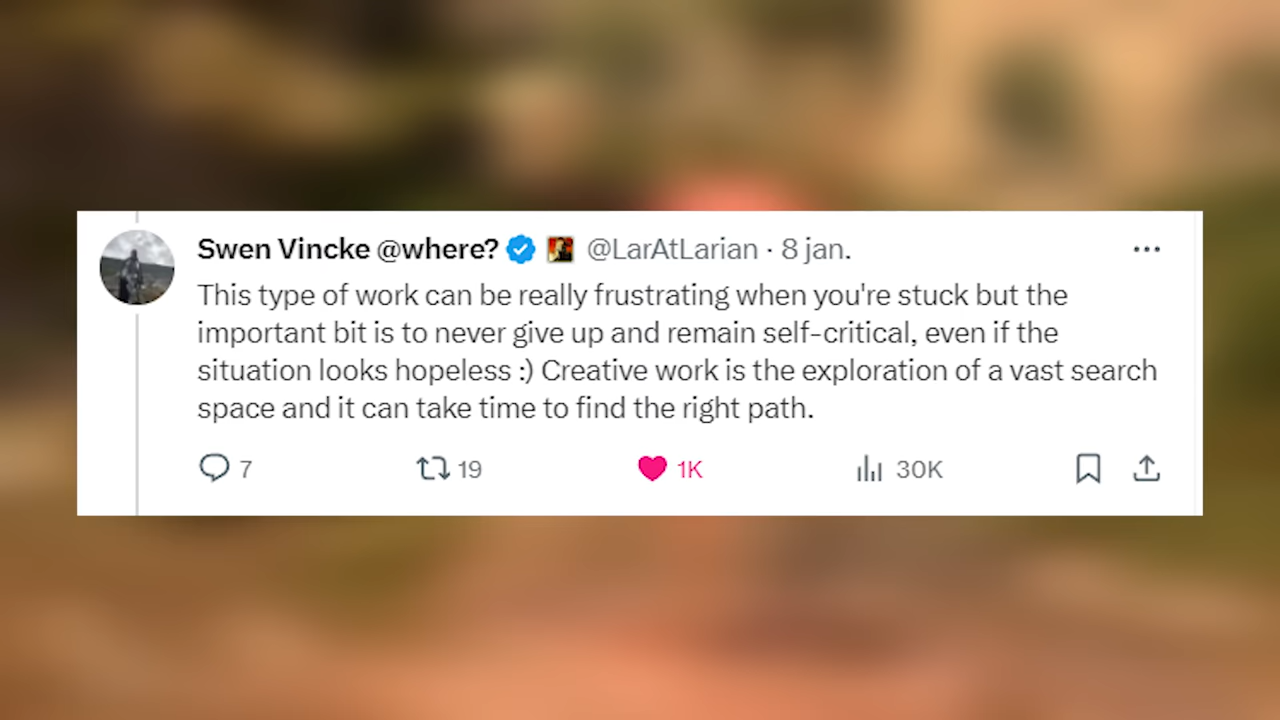 Swen Vincke @where? @LarAtLarian · 8 jan.
This type of work can be really frustrating when you're stuck but the
important bit is to never give up and remain self-critical, even if the
situation looks hopeless :) Creative work is the exploration of a vast search
space and it can take time to find the right path.
7 19 1K 30K